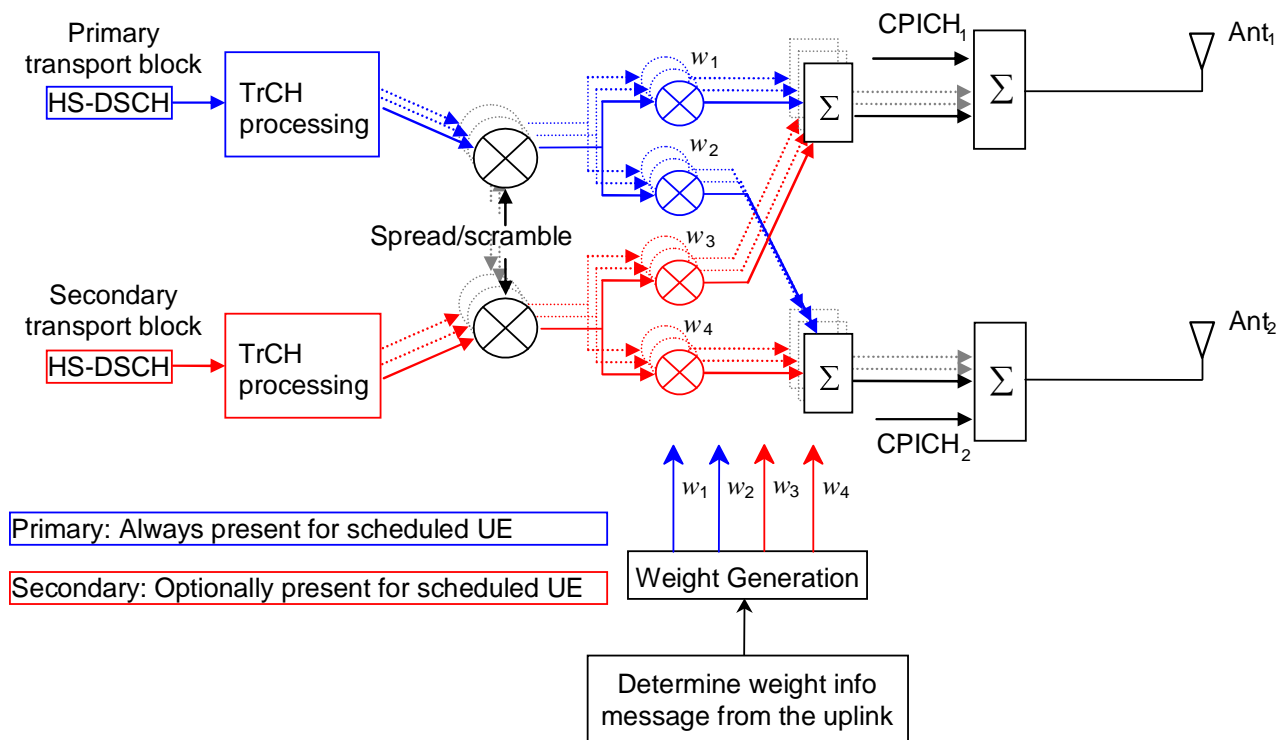 Primary
transport block
HS-DSCH
TrCH
processing
w1
w2
Σ
CPICH1
Σ
Ant1
Spread/scramble
Secondary
transport block
HS-DSCH
TrCH
processing
w3
w4
Σ
CPICH2
Σ
Ant2
w1 w2 w3 w4
Primary: Always present for scheduled UE
Secondary: Optionally present for scheduled UE
Weight Generation
Determine weight info
message from the uplink